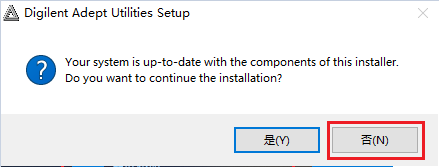 Digilent Adept Utilities Setup
Your system is up-to-date with the components of this installer.
Do you want to continue the installation?
是(Y)
否(N)